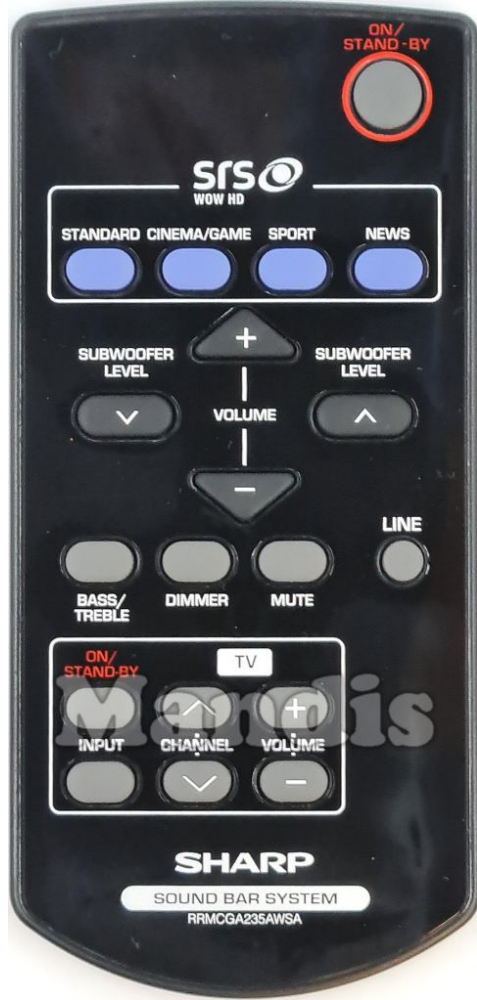 ON/
STAND-BY
SrS
WOW HD
STANDARD CINEMA/GAME SPORT NEWS
+
SUBWOOFER
LEVEL
SUBWOOFER
LEVEL
VOLUME
−
LINE
BASS/
TREBLE
DIMMER
MUTE
ON/
STAND-BY
TV
+
Mandis
INPUT CHANNEL VOLUME
−
SHARP
SOUND BAR SYSTEM
RRMCGA235AWSA